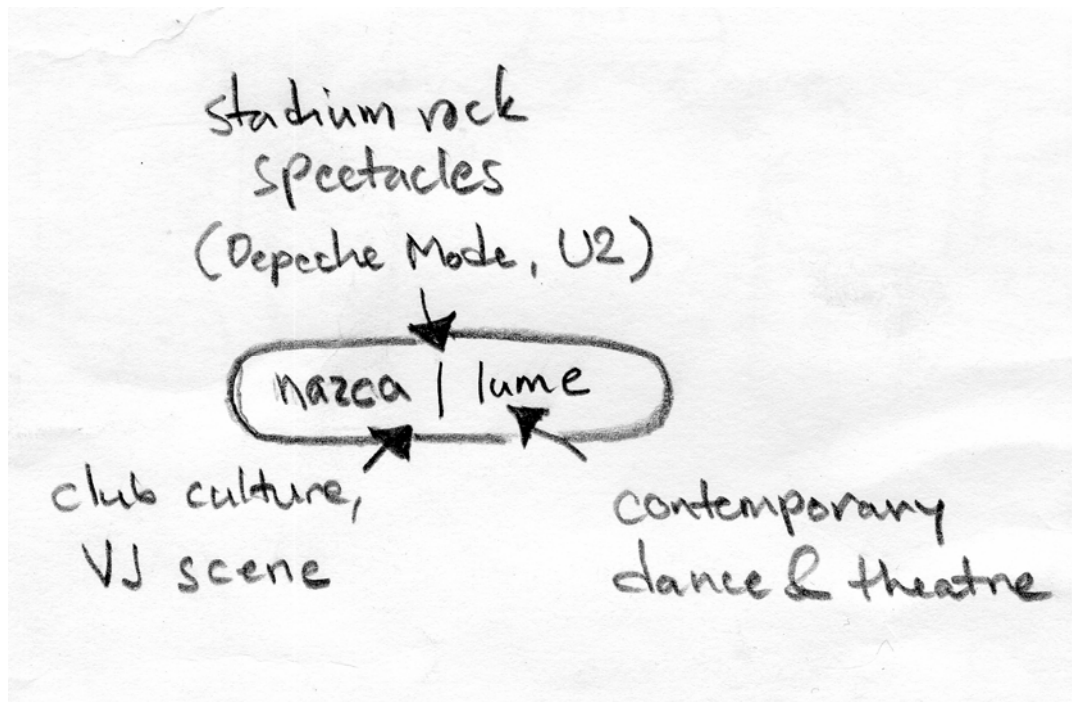 stadium rock
spectacles
(Depeche Mode, U2)
nazca | lume
club culture,
VJ scene
contemporary
dance & theatre